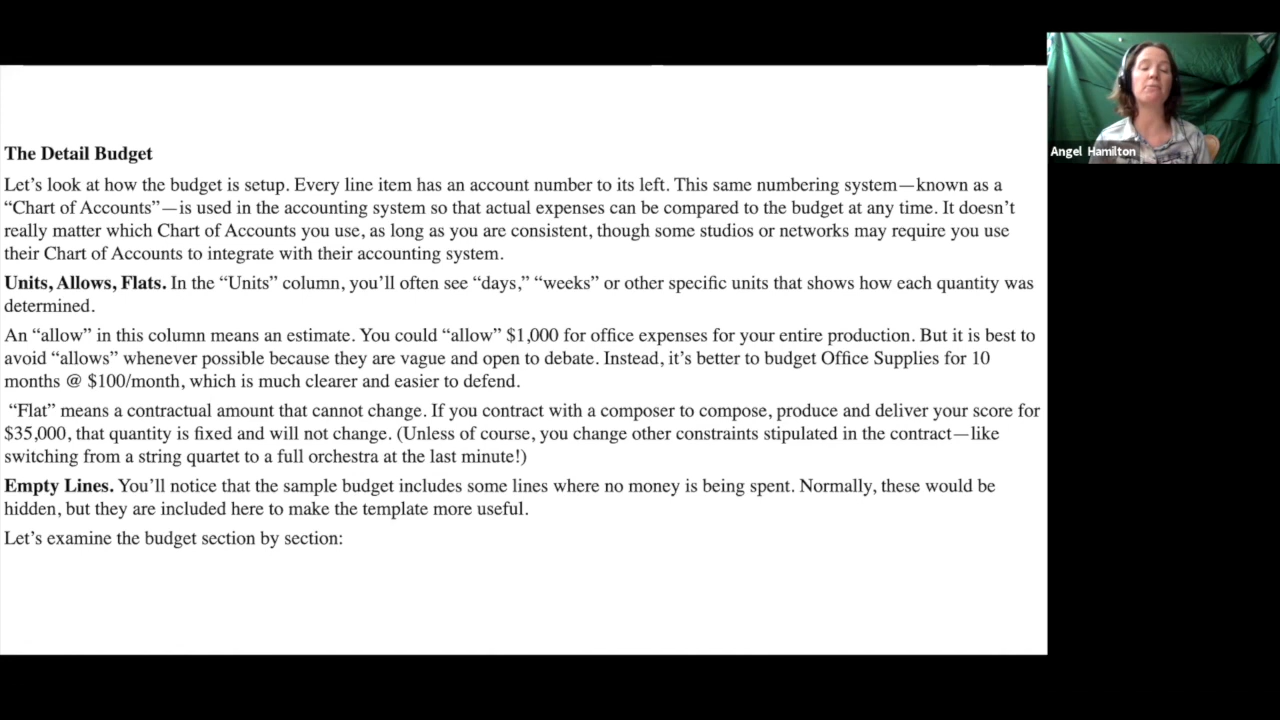 The Detail Budget
Let’s look at how the budget is setup. Every line item has an account number to its left. This same numbering system—known as a
“Chart of Accounts”—is used in the accounting system so that actual expenses can be compared to the budget at any time. It doesn’t
really matter which Chart of Accounts you use, as long as you are consistent, though some studios or networks may require you use
their Chart of Accounts to integrate with their accounting system.
Units, Allows, Flats. In the “Units” column, you’ll often see “days,” “weeks” or other specific units that shows how each quantity was
determined.
An “allow” in this column means an estimate. You could “allow” $1,000 for office expenses for your entire production. But it is best to
avoid “allows” whenever possible because they are vague and open to debate. Instead, it’s better to budget Office Supplies for 10
months @ $100/month, which is much clearer and easier to defend.
“Flat” means a contractual amount that cannot change. If you contract with a composer to compose, produce and deliver your score for
$35,000, that quantity is fixed and will not change. (Unless of course, you change other constraints stipulated in the contract—like
switching from a string quartet to a full orchestra at the last minute!)
Empty Lines. You’ll notice that the sample budget includes some lines where no money is being spent. Normally, these would be
hidden, but they are included here to make the template more useful.
Let’s examine the budget section by section:
Angel Hamilton